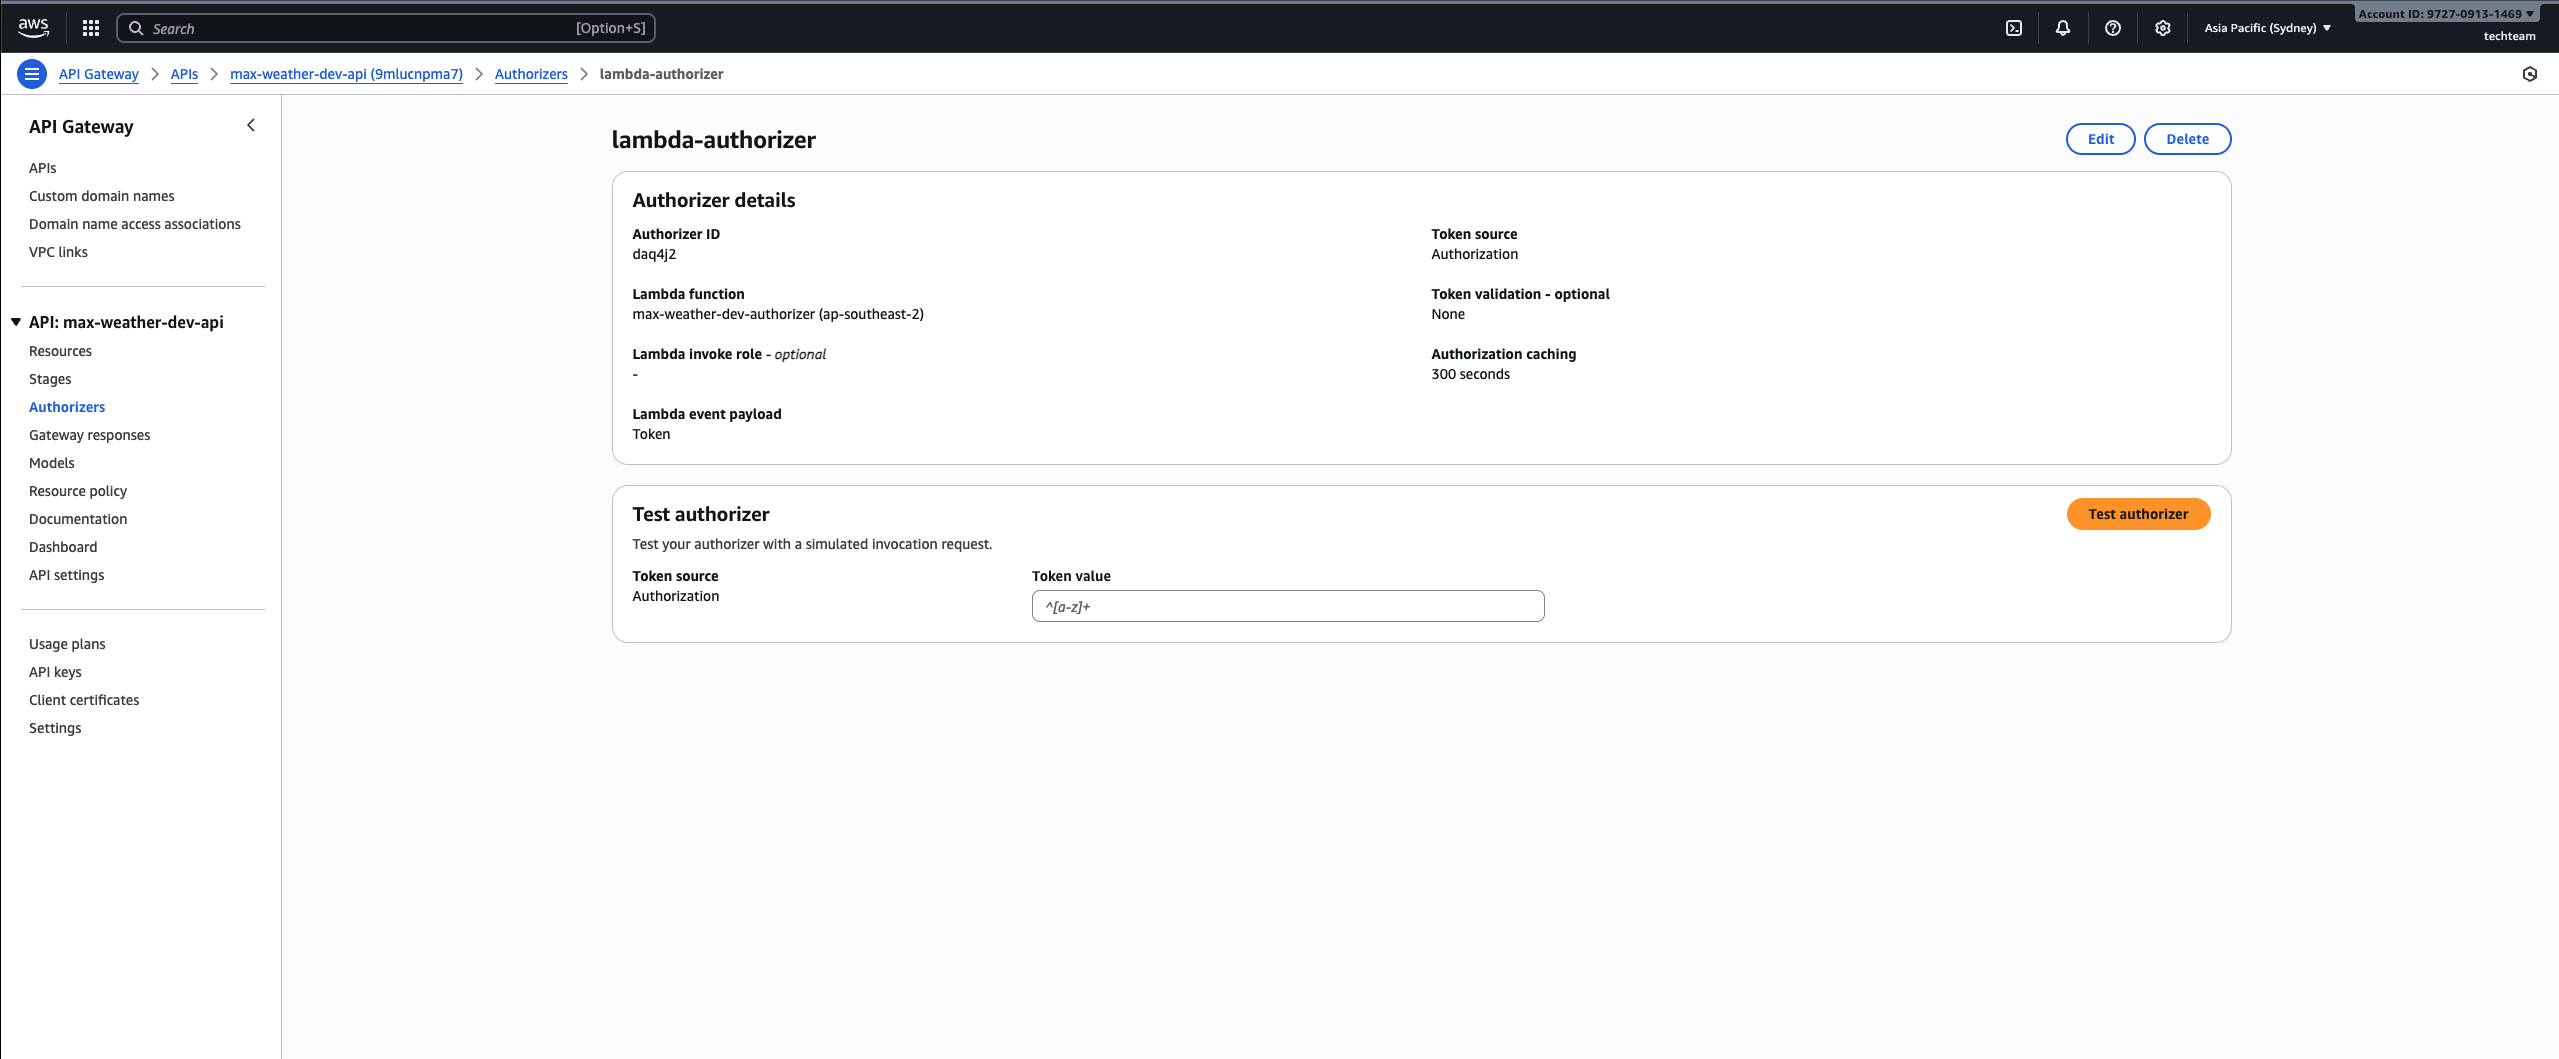 aws
Search [Option+S]
Asia Pacific (Sydney)
Account ID: 9727-0913-1469
techteam
API Gateway
APIs
max-weather-dev-api (9mlucnpma7)
Authorizers
lambda-authorizer
API Gateway
APIs
Custom domain names
Domain name access associations
VPC links
API: max-weather-dev-api
Resources
Stages
Authorizers
Gateway responses
Models
Resource policy
Documentation
Dashboard
API settings
Usage plans
API keys
Client certificates
Settings
lambda-authorizer
Edit
Delete
Authorizer details
Authorizer ID
daq4j2
Lambda function
max-weather-dev-authorizer (ap-southeast-2)
Lambda invoke role - optional
-
Lambda event payload
Token
Token source
Authorization
Token validation - optional
None
Authorization caching
300 seconds
Test authorizer
Test authorizer
Test your authorizer with a simulated invocation request.
Token source
Authorization
Token value
^[a-z]+